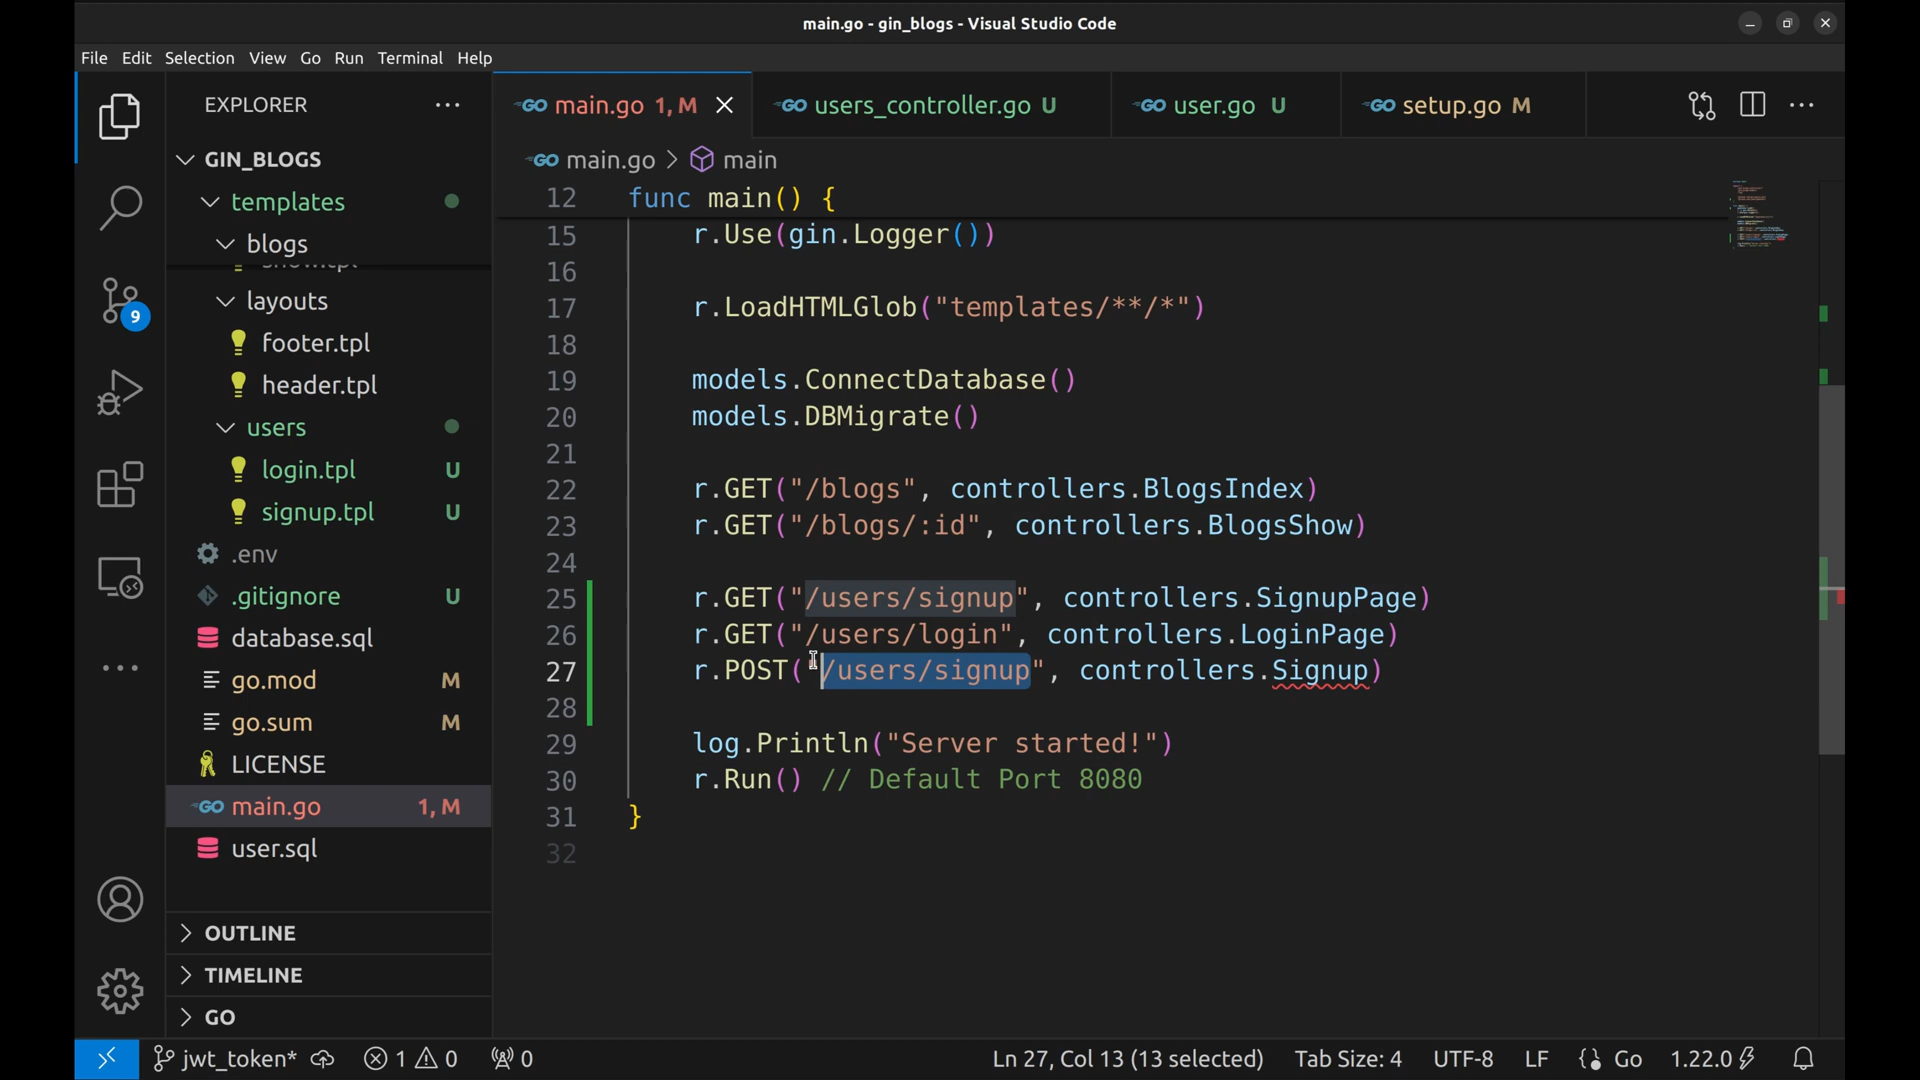 main.go - gin_blogs - Visual Studio Code
File Edit Selection View Go Run Terminal Help
EXPLORER
GIN_BLOGS
templates
blogs
show.tpl
layouts
footer.tpl
header.tpl
users
login.tpl U
signup.tpl U
.env
.gitignore U
database.sql
go.mod M
go.sum M
LICENSE
main.go 1, M
user.sql
OUTLINE
TIMELINE
GO
9
GO main.go 1, M
GO users_controller.go U
GO user.go U
GO setup.go M
GO main.go > main
12 func main() {
15 r.Use(gin.Logger())
16
17 r.LoadHTMLGlob("templates/**/*")
18
19 models.ConnectDatabase()
20 models.DBMigrate()
21
22 r.GET("/blogs", controllers.BlogsIndex)
23 r.GET("/blogs/:id", controllers.BlogsShow)
24
25 r.GET("/users/signup", controllers.SignupPage)
26 r.GET("/users/login", controllers.LoginPage)
27 r.POST("/users/signup", controllers.Signup)
28
29 log.Println("Server started!")
30 r.Run() // Default Port 8080
31 }
32
jwt_token* 1 0 0 Ln 27, Col 13 (13 selected) Tab Size: 4 UTF-8 LF Go 1.22.0